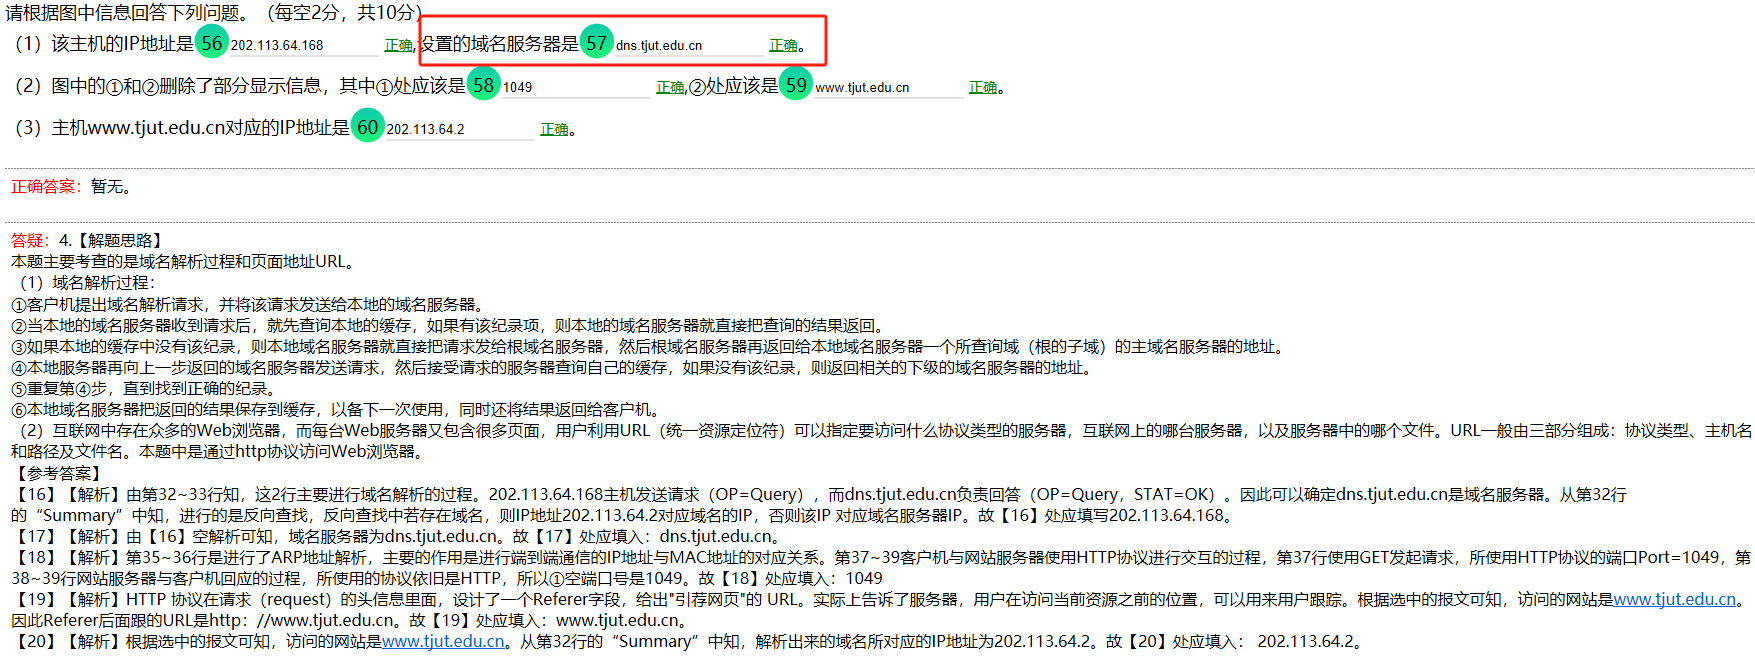 请根据图中信息回答下列问题。（每空2分，共10分）
（1）该主机的IP地址是 56 202.113.64.168 正确,设置的域名服务器是 57 dns.tjut.edu.cn 正确。
（2）图中的①和②删除了部分显示信息，其中①处应该是 58 1049 正确,②处应该是 59 www.tjut.edu.cn 正确。
（3）主机www.tjut.edu.cn对应的IP地址是 60 202.113.64.2 正确。
正确答案：暂无。
答疑：4.【解题思路】
本题主要考查的是域名解析过程和页面地址URL。
（1）域名解析过程：
①客户机提出域名解析请求，并将该请求发送给本地的域名服务器。
②当本地的域名服务器收到请求后，就先查询本地的缓存，如果有该纪录项，则本地的域名服务器就直接把查询的结果返回。
③如果本地的缓存中没有该纪录，则本地域名服务器就直接把请求发给根域名服务器，然后根域名服务器再返回给本地域名服务器一个所查询域（根的子域）的主域名服务器的地址。
④本地服务器再向上一步返回的域名服务器发送请求，然后接受请求的服务器查询自己的缓存，如果没有该纪录，则返回相关的下级的域名服务器的地址。
⑤重复第④步，直到找到正确的纪录。
⑥本地域名服务器把返回的结果保存到缓存，以备下一次使用，同时还将结果返回给客户机。
（2）互联网中存在众多的Web浏览器，而每台Web服务器又包含很多页面，用户利用URL（统一资源定位符）可以指定要访问什么协议类型的服务器，互联网上的哪台服务器，以及服务器中的哪个文件。URL一般由三部分组成：协议类型、主机名
和路径及文件名。本题中是通过http协议访问Web浏览器。
【参考答案】
【16】【解析】由第32~33行知，这2行主要进行域名解析的过程。202.113.64.168主机发送请求（OP=Query），而dns.tjut.edu.cn负责回答（OP=Query，STAT=OK）。因此可以确定dns.tjut.edu.cn是域名服务器。从第32行
的“Summary”中知，进行的是反向查找，反向查找中若存在域名，则IP地址202.113.64.2对应域名的IP，否则该IP 对应域名服务器IP。故【16】处应填写202.113.64.168。
【17】【解析】由【16】空解析可知，域名服务器为dns.tjut.edu.cn。故【17】处应填入：dns.tjut.edu.cn。
【18】【解析】第35~36行是进行了ARP地址解析，主要的作用是进行端到端通信的IP地址与MAC地址的对应关系。第37~39客户机与网站服务器使用HTTP协议进行交互的过程，第37行使用GET发起请求，所使用HTTP协议的端口Port=1049，第
38~39行网站服务器与客户机回应的过程，所使用的协议依旧是HTTP，所以①空端口号是1049。故【18】处应填入：1049
【19】【解析】HTTP 协议在请求（request）的头信息里面，设计了一个Referer字段，给出"引荐网页"的 URL。实际上告诉了服务器，用户在访问当前资源之前的位置，可以用来用户跟踪。根据选中的报文可知，访问的网站是www.tjut.edu.cn。
因此Referer后面跟的URL是http：//www.tjut.edu.cn。故【19】处应填入：www.tjut.edu.cn。
【20】【解析】根据选中的报文可知，访问的网站是www.tjut.edu.cn。从第32行的“Summary”中知，解析出来的域名所对应的IP地址为202.113.64.2。故【20】处应填入： 202.113.64.2。